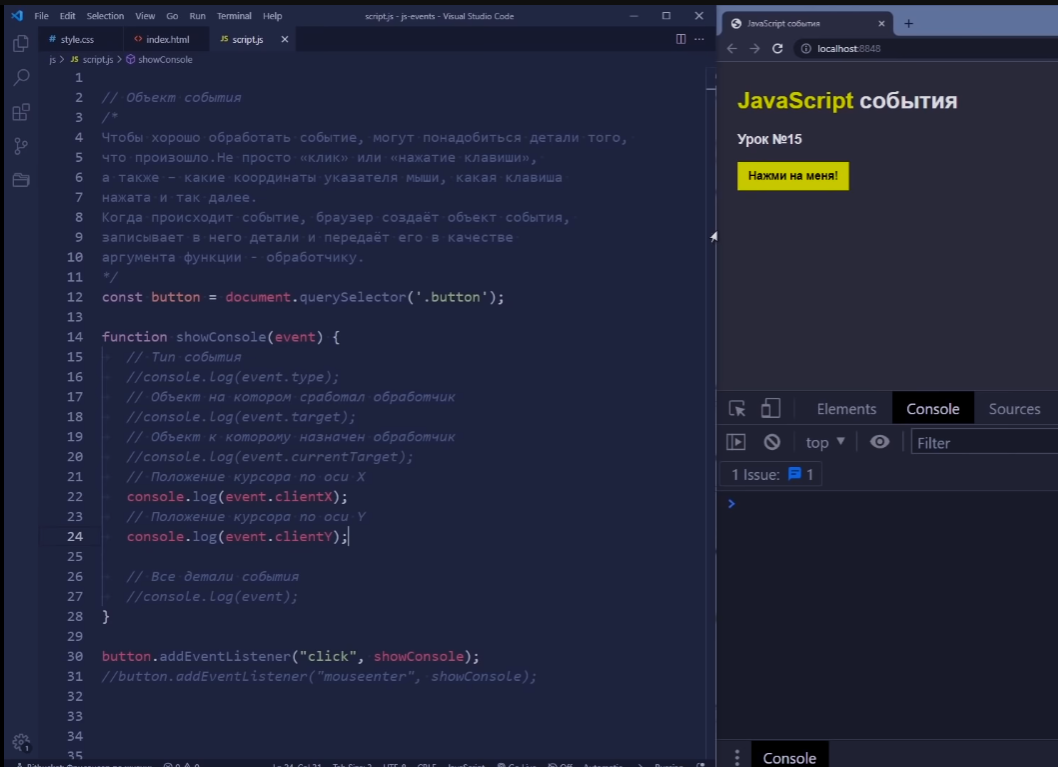 File Edit Selection View Go Run Terminal Help script.js - js-events - Visual Studio Code
# style.css <> index.html JS script.js ×
js > JS script.js > showConsole
1
2 // Объект события
3 /*
4 Чтобы хорошо обработать событие, могут понадобиться детали того,
5 что произошло.Не просто «клик» или «нажатие клавиши»,
6 а также – какие координаты указателя мыши, какая клавиша
7 нажата и так далее.
8 Когда происходит событие, браузер создаёт объект события,
9 записывает в него детали и передаёт его в качестве
10 аргумента функции - обработчику.
11 */
12 const button = document.querySelector('.button');
13
14 function showConsole(event) {
15 // Тип события
16 //console.log(event.type);
17 // Объект на котором сработал обработчик
18 //console.log(event.target);
19 // Объект к которому назначен обработчик
20 //console.log(event.currentTarget);
21 // Положение курсора по оси X
22 console.log(event.clientX);
23 // Положение курсора по оси Y
24 console.log(event.clientY);
25
26 // Все детали события
27 //console.log(event);
28 }
29
30 button.addEventListener("click", showConsole);
31 //button.addEventListener("mouseenter", showConsole);
32
33
34
35
1
JavaScript события
localhost:8848
JavaScript события
Урок №15
Нажми на меня!
Elements Console Sources
top Filter
1 Issue: 1
>
Console